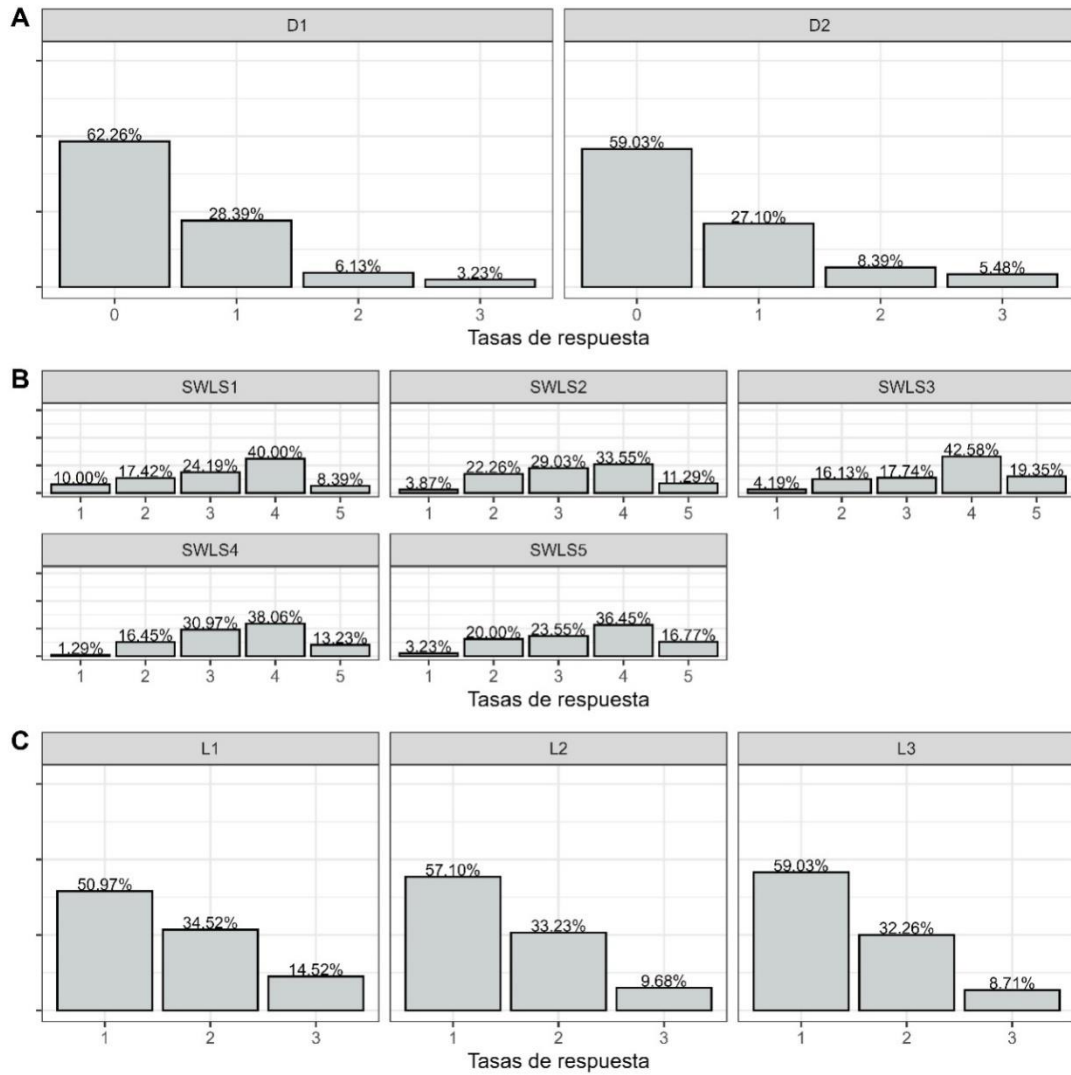 A
D1 D2
62.26% 28.39% 6.13% 3.23% 59.03% 27.10% 8.39% 5.48%
0 1 2 3 0 1 2 3
Tasas de respuesta Tasas de respuesta
B
SWLS1 SWLS2 SWLS3
10.00% 17.42% 24.19% 40.00% 8.39% 3.87% 22.26% 29.03% 33.55% 11.29% 4.19% 16.13% 17.74% 42.58% 19.35%
1 2 3 4 5 1 2 3 4 5 1 2 3 4 5
SWLS4 SWLS5
1.29% 16.45% 30.97% 38.06% 13.23% 3.23% 20.00% 23.55% 36.45% 16.77%
1 2 3 4 5 1 2 3 4 5
Tasas de respuesta
C
L1 L2 L3
50.97% 34.52% 14.52% 57.10% 33.23% 9.68% 59.03% 32.26% 8.71%
1 2 3 1 2 3 1 2 3
Tasas de respuesta